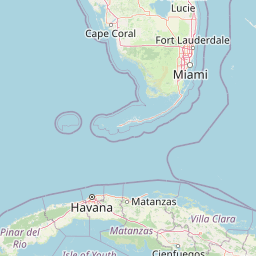 Lucie
Cape Coral
Fort Lauderdale
Miami
Havana
Matanzas
Pinar del
Río
Matanzas
Villa Clara
Isle of Youth
Cienfuegos